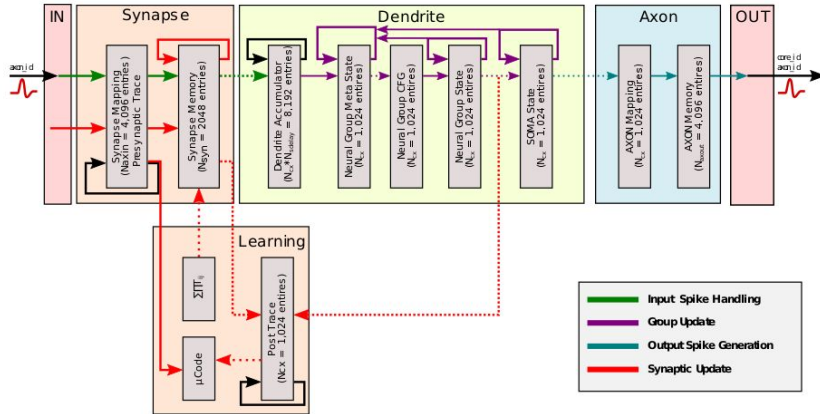 IN
Synapse
Dendrite
Axon
OUT
axon_id
Synapse Mapping
(Naxin = 4,096 entries)
Presynaptic Trace
Synapse Memory
(Nsyn = 2048 entries)
Dendrite Accumulator
(Ncx*Nsdelay = 8,192 entries)
Neural Group Meta State
(Ncx = 1,024 entries)
Neural Group CFG
(Ncx = 1,024 entries)
Neural Group Slate
(Ncx = 1,024 entries)
SOMA State
(Ncx = 1,024 entries)
AXON Mapping
(Ncx = 1,024 entries)
AXON Memory
(Naxout = 4,096 entries)
core_id
axon_id
Learning
ΣΠΓij
μCode
Post Trace
(Ncx = 1,024 entires)
Input Spike Handling
Group Update
Output Spike Generation
Synaptic Update